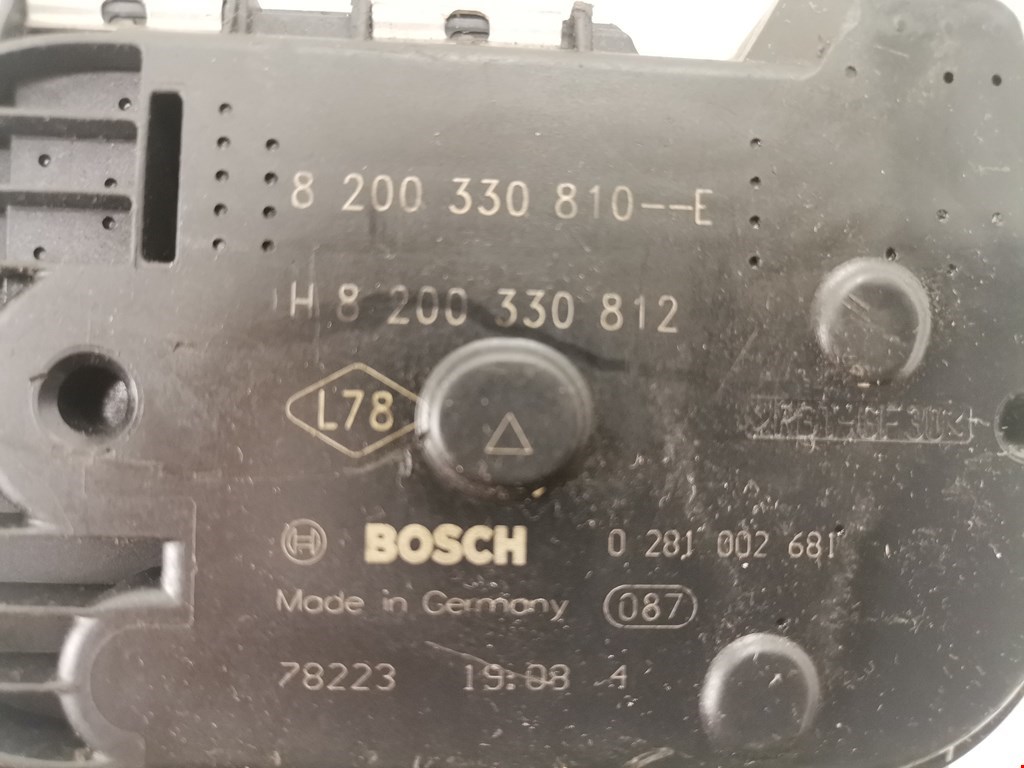 8 200 330 810--E
H 8 200 330 812
L78
BOSCH 0 281 002 681
Made in Germany 087
78223 19:08 4